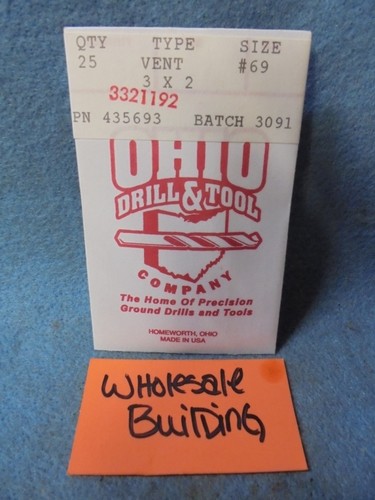 QTY TYPE SIZE
25 VENT #69
3 X 2
3321192
PN 435693 BATCH 3091
OHIO
DRILL & TOOL
COMPANY
The Home Of Precision
Ground Drills and Tools
HOMEWORTH, OHIO
MADE IN USA
Wholesale
Building